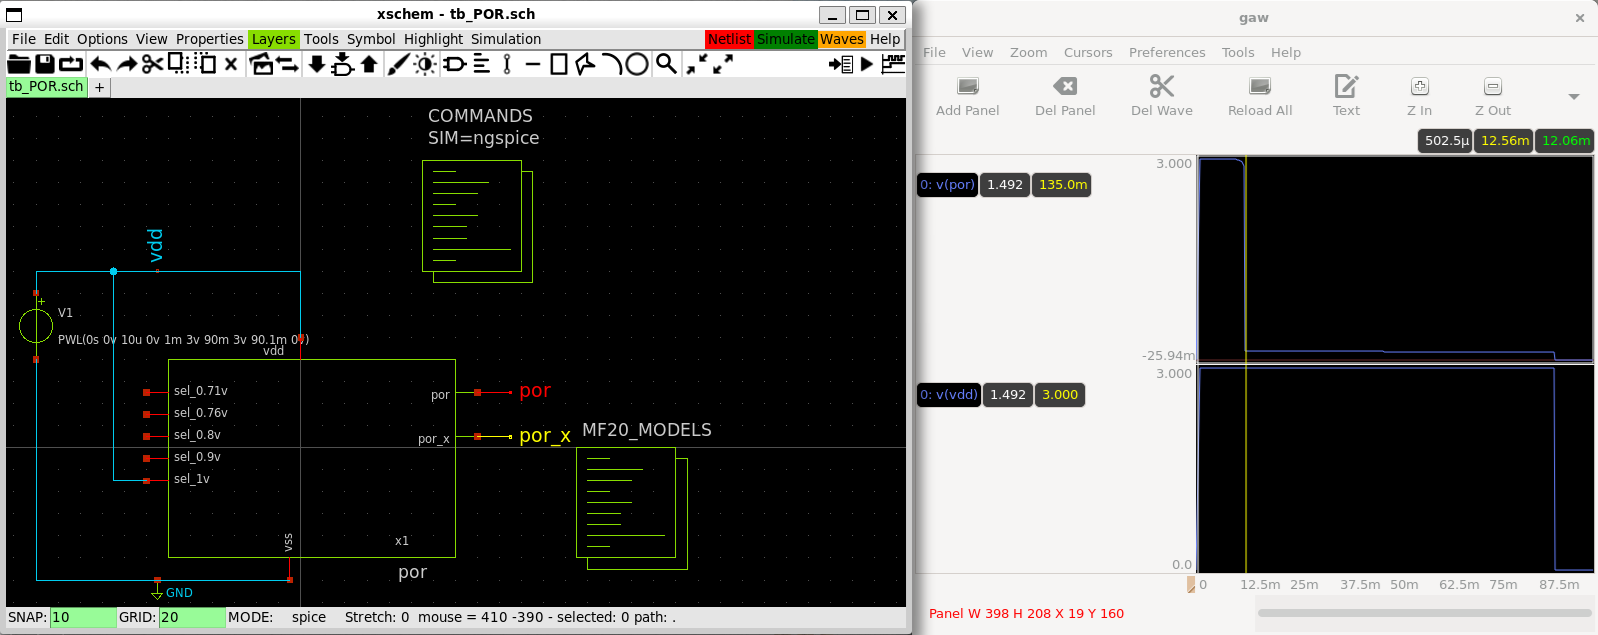 xschem - tb_POR.sch
File Edit Options View Properties Layers Tools Symbol Highlight Simulation Netlist Simulate Waves Help
tb_POR.sch +
COMMANDS
SIM=ngspice
vdd
+
V1
PWL(0s 0v 10u 0v 1m 3v 90m 3v 90.1m 0v)
vdd
sel_0.71v
sel_0.76v
sel_0.8v
sel_0.9v
sel_1v
por
por
por_x
por_x
MF20_MODELS
vss
x1
por
GND
SNAP: 10 GRID: 20 MODE: spice Stretch: 0 mouse = 410 -390 - selected: 0 path: .
gaw
File View Zoom Cursors Preferences Tools Help
Add Panel Del Panel Del Wave Reload All Text Z In Z Out
502.5µ 12.56m 12.06m
0: v(por) 1.492 135.0m
3.000
-25.94m
0: v(vdd) 1.492 3.000
3.000
0.0
0 12.5m 25m 37.5m 50m 62.5m 75m 87.5m
Panel W 398 H 208 X 19 Y 160